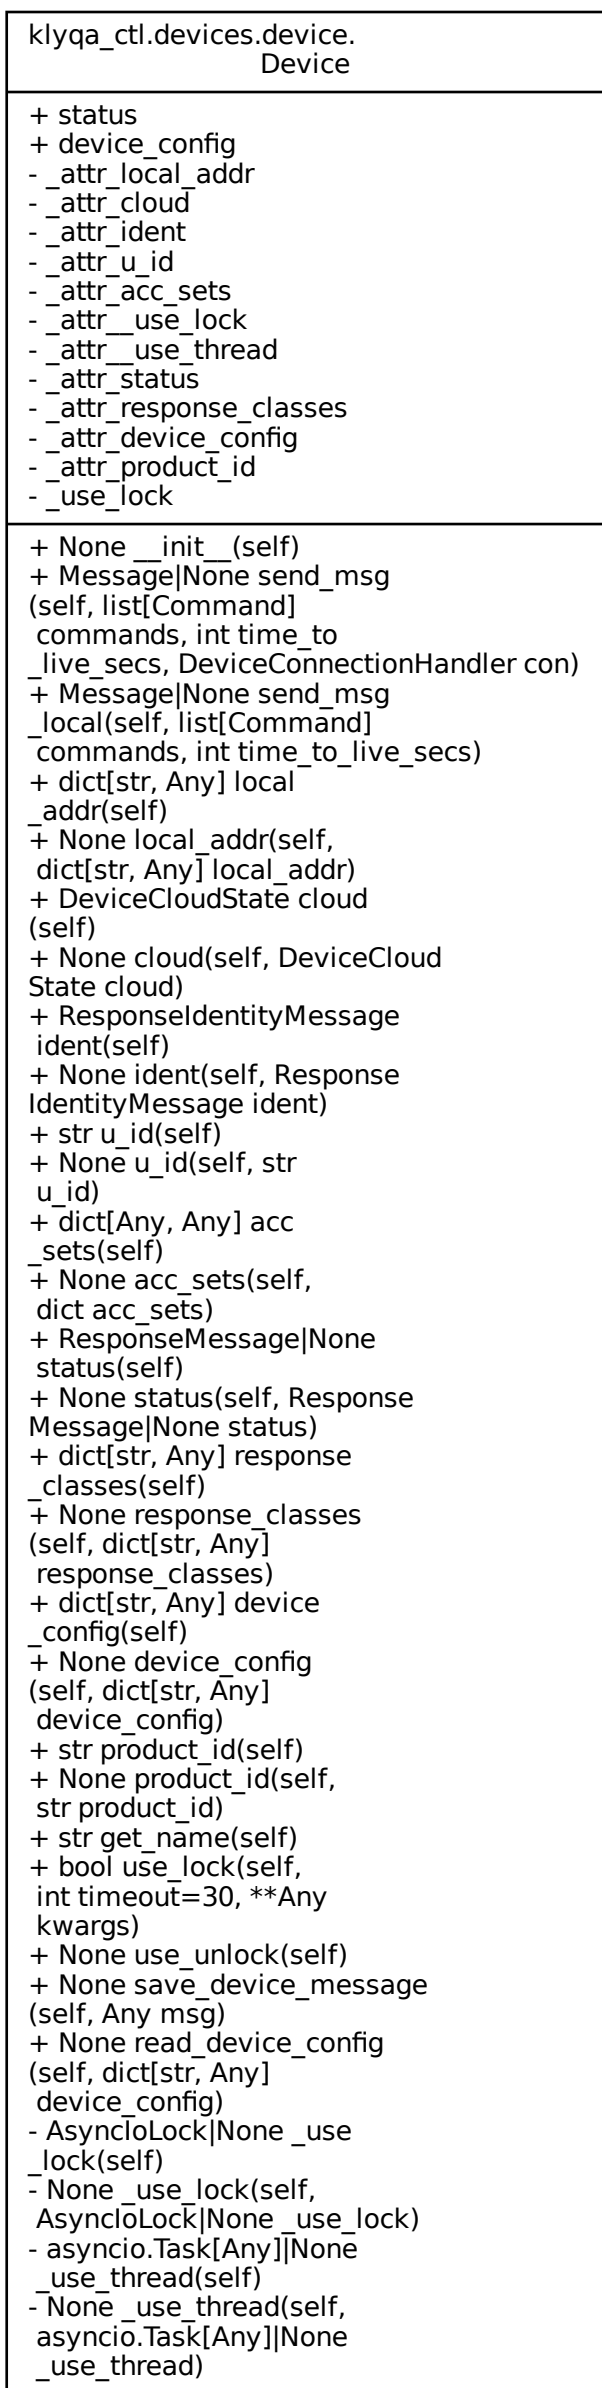 klyqa_ctl.devices.device.
Device
+ status
+ device_config
- _attr_local_addr
- _attr_cloud
- _attr_ident
- _attr_u_id
- _attr_acc_sets
- _attr__use_lock
- _attr__use_thread
- _attr_status
- _attr_response_classes
- _attr_device_config
- _attr_product_id
- _use_lock
+ None __init__(self)
+ Message|None send_msg
(self, list[Command]
commands, int time_to
_live_secs, DeviceConnectionHandler con)
+ Message|None send_msg
_local(self, list[Command]
commands, int time_to_live_secs)
+ dict[str, Any] local
_addr(self)
+ None local_addr(self,
dict[str, Any] local_addr)
+ DeviceCloudState cloud
(self)
+ None cloud(self, DeviceCloud
State cloud)
+ ResponseIdentityMessage
ident(self)
+ None ident(self, Response
IdentityMessage ident)
+ str u_id(self)
+ None u_id(self, str
u_id)
+ dict[Any, Any] acc
_sets(self)
+ None acc_sets(self,
dict acc_sets)
+ ResponseMessage|None
status(self)
+ None status(self, Response
Message|None status)
+ dict[str, Any] response
_classes(self)
+ None response_classes
(self, dict[str, Any]
response_classes)
+ dict[str, Any] device
_config(self)
+ None device_config
(self, dict[str, Any]
device_config)
+ str product_id(self)
+ None product_id(self,
str product_id)
+ str get_name(self)
+ bool use_lock(self,
int timeout=30, **Any
kwargs)
+ None use_unlock(self)
+ None save_device_message
(self, Any msg)
+ None read_device_config
(self, dict[str, Any]
device_config)
- AsyncIoLock|None _use
_lock(self)
- None _use_lock(self,
AsyncIoLock|None _use_lock)
- asyncio.Task[Any]|None
_use_thread(self)
- None _use_thread(self,
asyncio.Task[Any]|None
_use_thread)